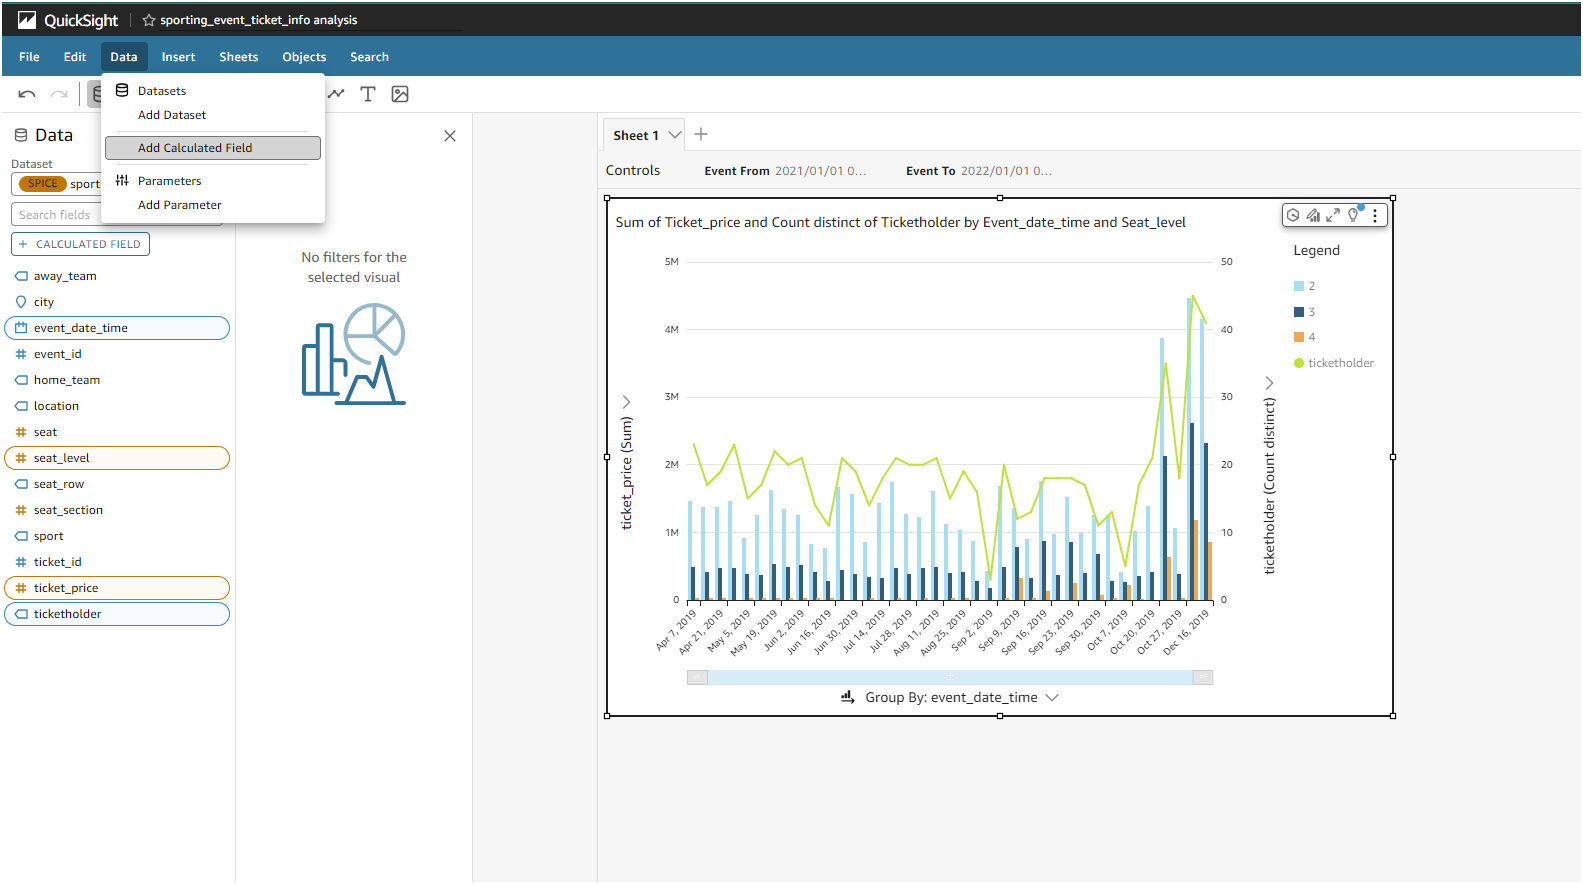 QuickSight
sporting_event_ticket_info analysis
File Edit Data Insert Sheets Objects Search
Datasets
Add Dataset
Add Calculated Field
Parameters
Add Parameter
Data
Dataset
SPICE sport
Search fields
+ CALCULATED FIELD
away_team
city
event_date_time
event_id
home_team
location
seat
seat_level
seat_row
seat_section
sport
ticket_id
ticket_price
ticketholder
No filters for the
selected visual
Sheet 1
Controls Event From 2021/01/01 0... Event To 2022/01/01 0...
Sum of Ticket_price and Count distinct of Ticketholder by Event_date_time and Seat_level
Legend
2
3
4
ticketholder
ticket_price (Sum)
5M
4M
3M
2M
1M
0
50
40
30
20
10
0
ticketholder (Count distinct)
Apr 7, 2019
Apr 21, 2019
May 5, 2019
May 19, 2019
Jun 2, 2019
Jun 16, 2019
Jun 30, 2019
Jul 14, 2019
Jul 28, 2019
Aug 11, 2019
Aug 25, 2019
Sep 2, 2019
Sep 9, 2019
Sep 16, 2019
Sep 23, 2019
Sep 30, 2019
Oct 7, 2019
Oct 20, 2019
Oct 27, 2019
Dec 16, 2019
Group By: event_date_time